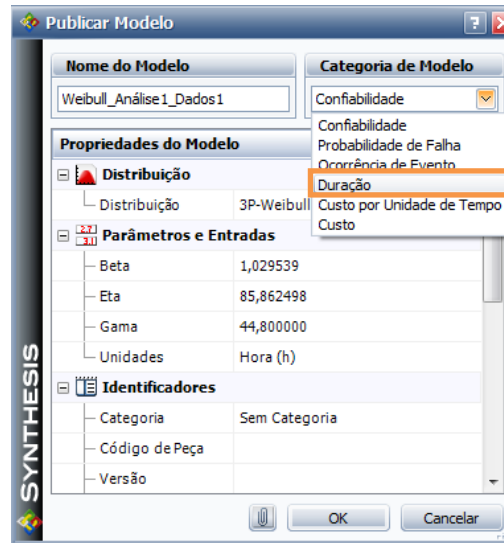 Publicar Modelo
Nome do Modelo
Categoria de Modelo
Weibull_Análise1_Dados1
Confiabilidade
Confiabilidade
Probabilidade de Falha
Ocorrência de Evento
Duração
Custo por Unidade de Tempo
Custo
Propriedades do Modelo
Distribuição
Distribuição 3P-Weibull
Parâmetros e Entradas
Beta 1,029539
Eta 85,862498
Gama 44,800000
Unidades Hora (h)
Identificadores
Categoria Sem Categoria
Código de Peça
Versão
OK Cancelar
SYNTHESIS